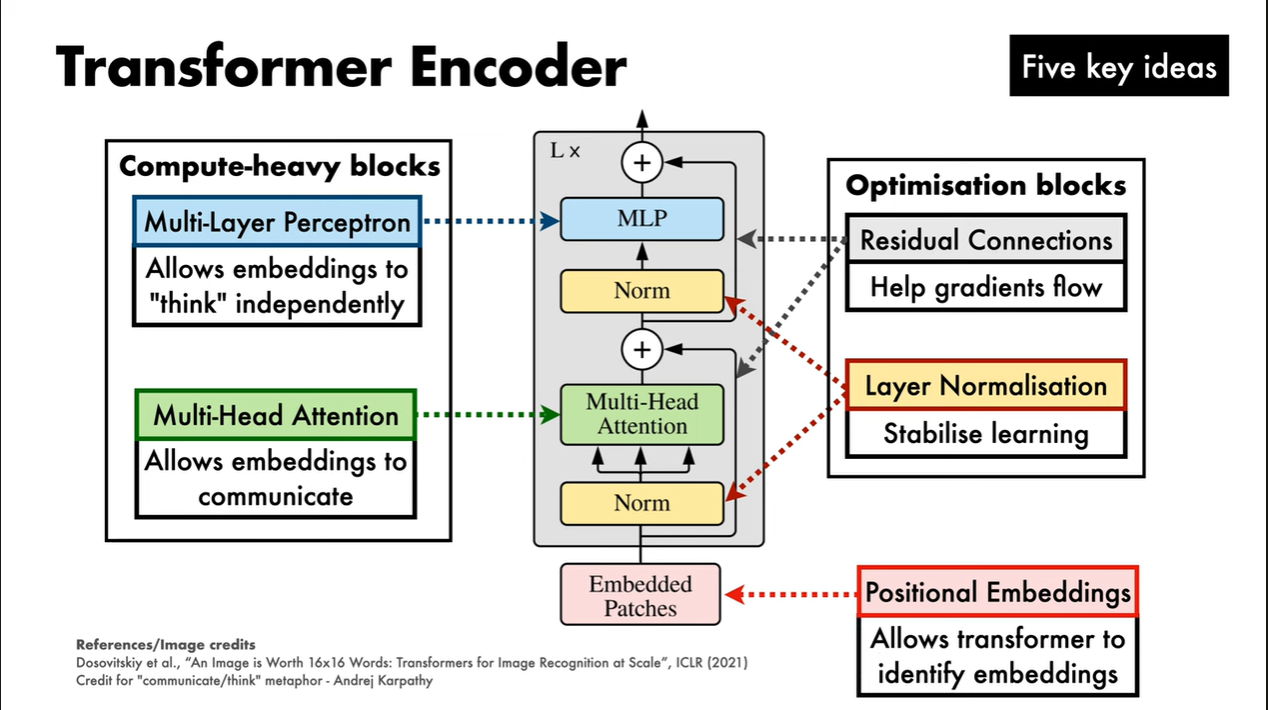 Transformer Encoder
Five key ideas
Compute-heavy blocks
Multi-Layer Perceptron
Allows embeddings to
"think" independently
Multi-Head Attention
Allows embeddings to
communicate
L x
+
MLP
Norm
+
Multi-Head
Attention
Norm
Embedded
Patches
Optimisation blocks
Residual Connections
Help gradients flow
Layer Normalisation
Stabilise learning
Positional Embeddings
Allows transformer to
identify embeddings
References/Image credits
Dosovitskiy et al., “An Image is Worth 16x16 Words: Transformers for Image Recognition at Scale”, ICLR (2021)
Credit for "communicate/think" metaphor - Andrej Karpathy